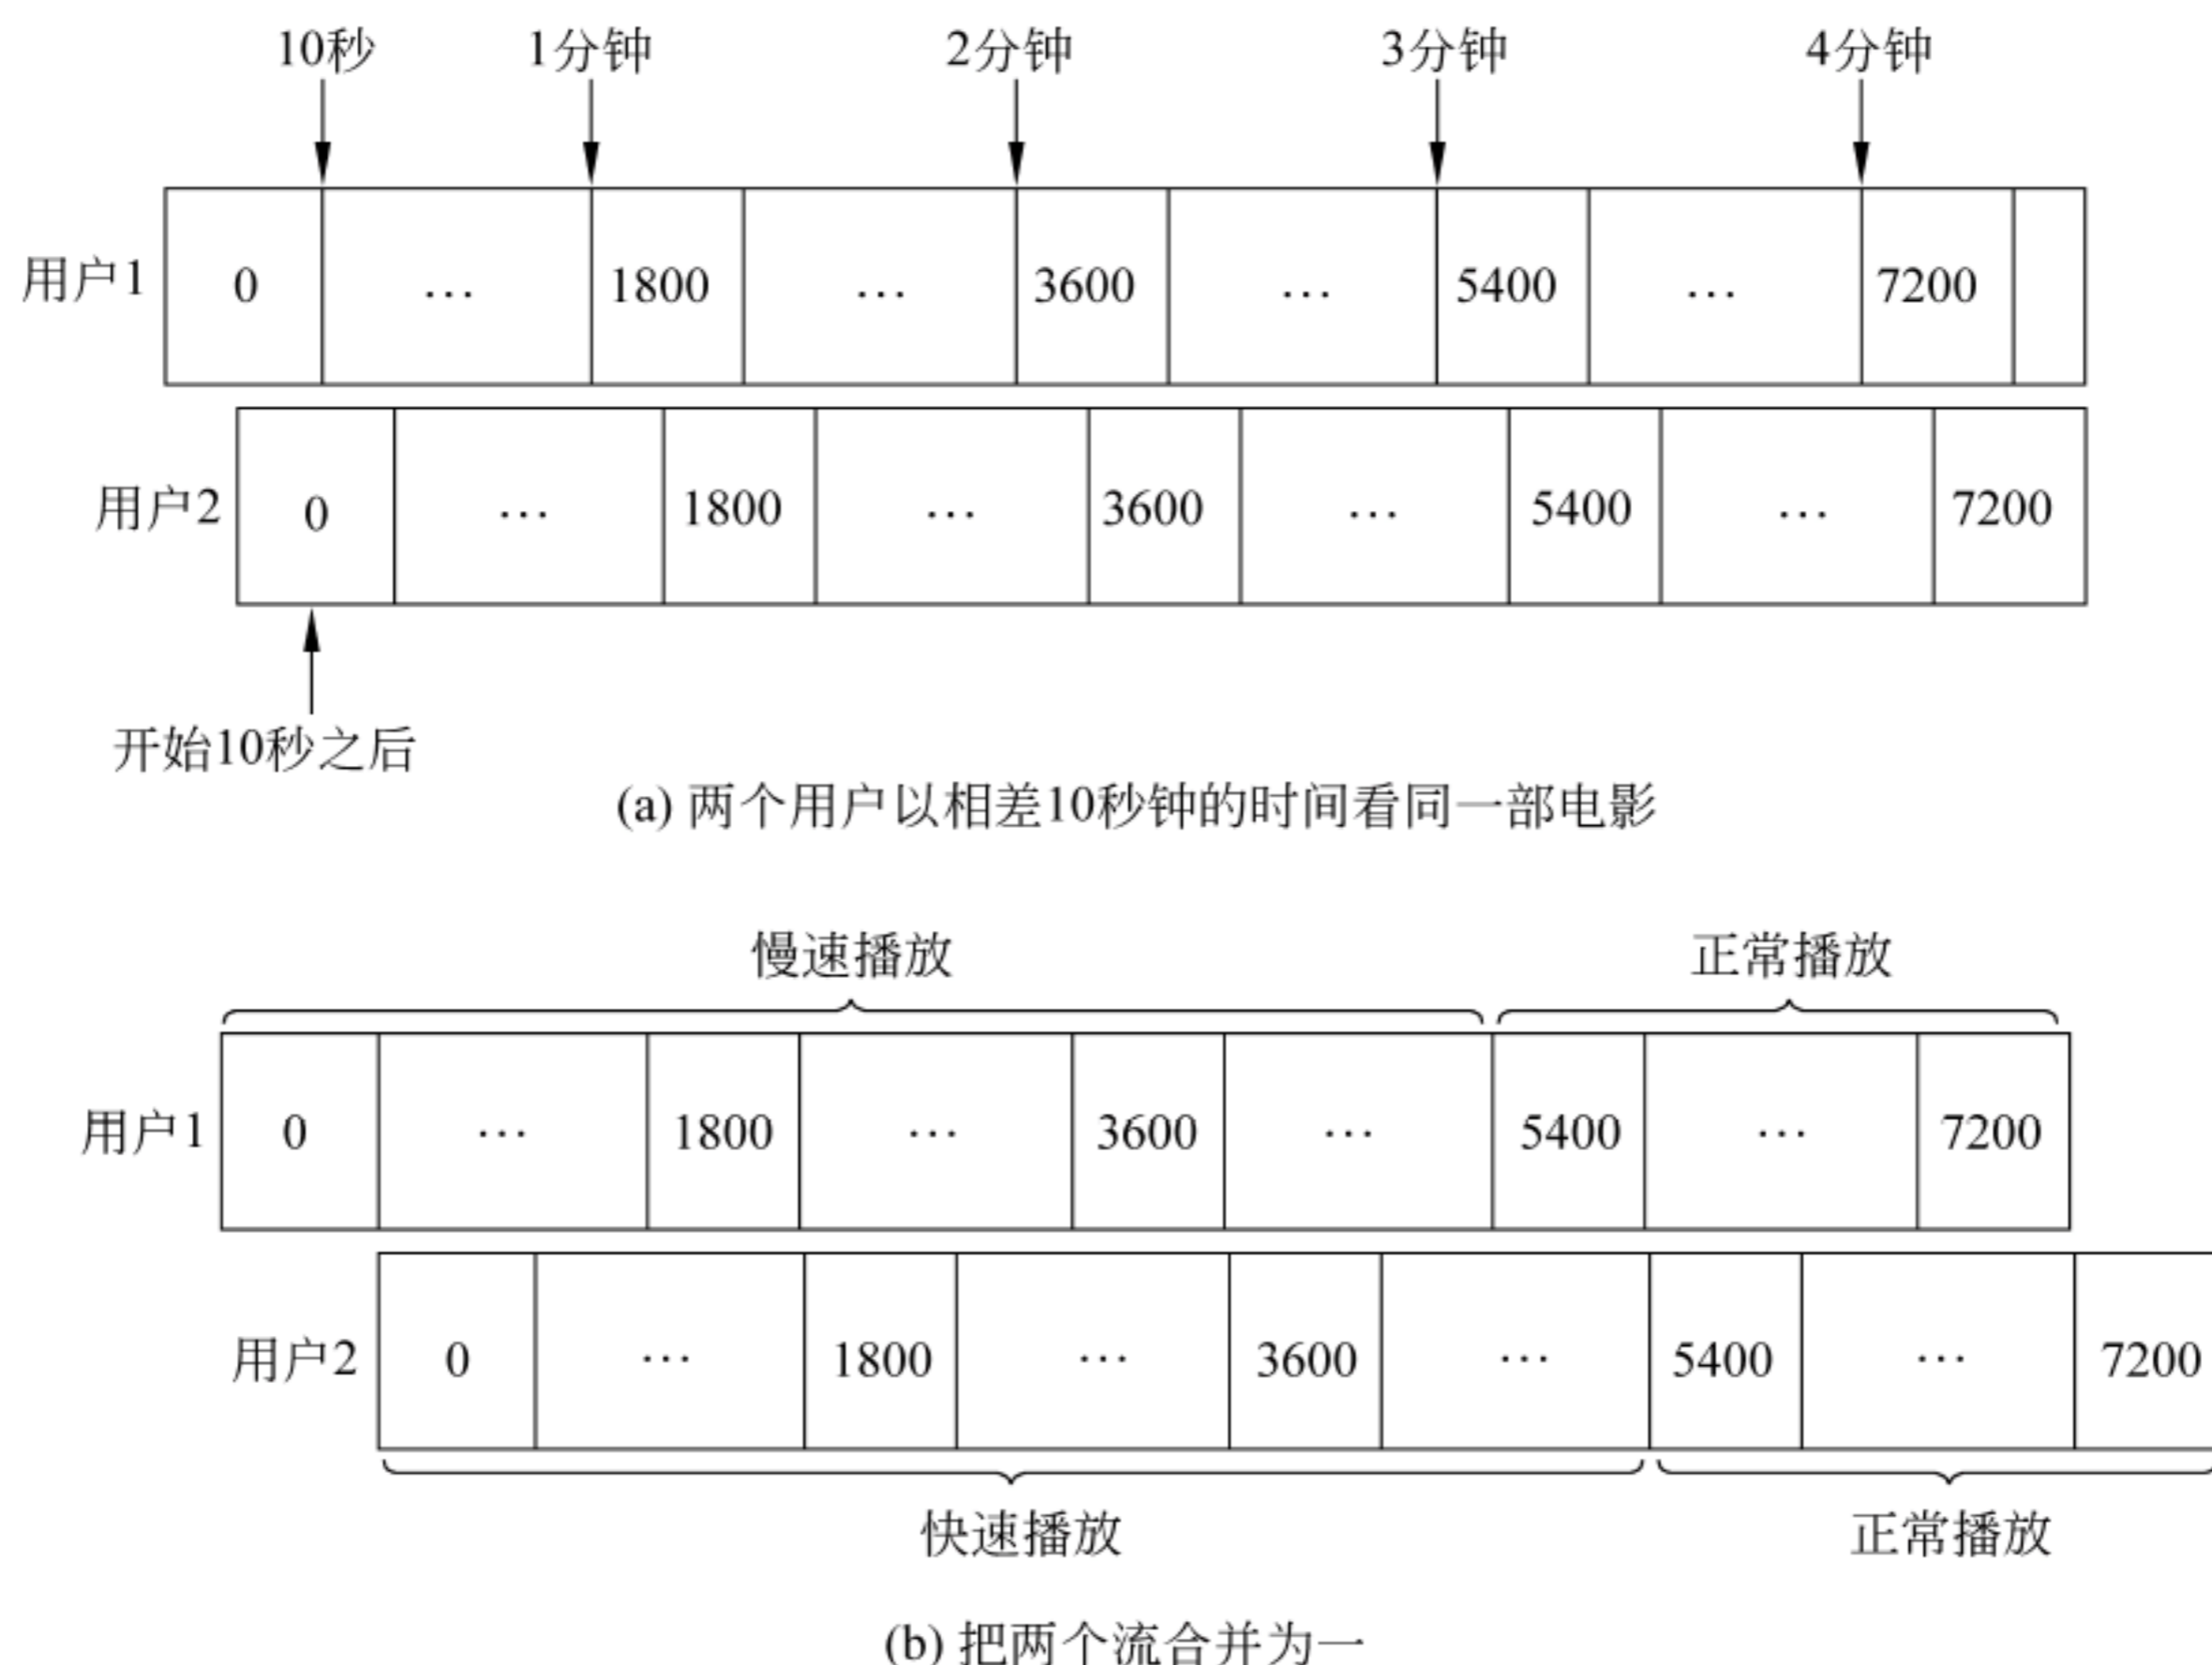 10秒 1分钟 2分钟 3分钟 4分钟
用户1 0 … 1800 … 3600 … 5400 … 7200
用户2 0 … 1800 … 3600 … 5400 … 7200
开始10秒之后
(a) 两个用户以相差10秒钟的时间看同一部电影
慢速播放 正常播放
用户1 0 … 1800 … 3600 … 5400 … 7200
用户2 0 … 1800 … 3600 … 5400 … 7200
快速播放 正常播放
(b) 把两个流合并为一